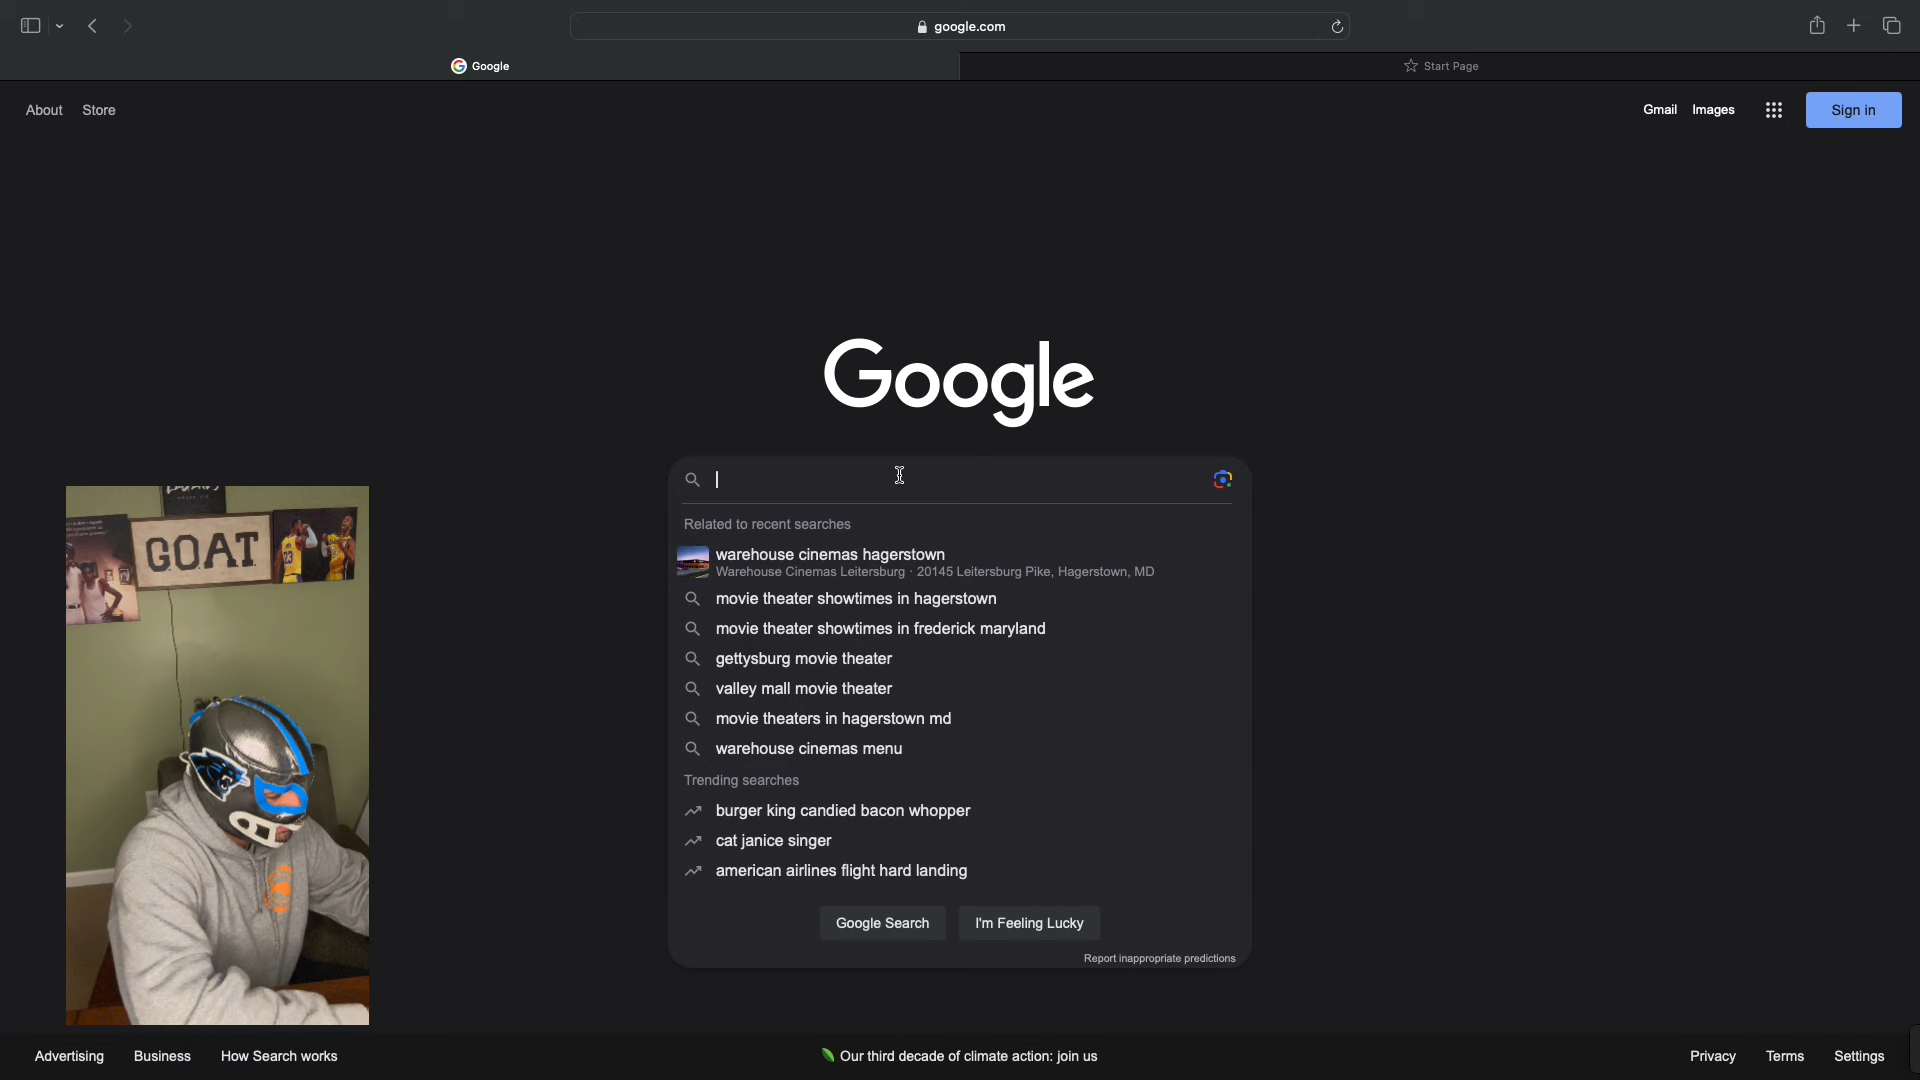 google.com
Google
Start Page
About Store
Gmail Images Sign in
Google
Related to recent searches
warehouse cinemas hagerstown
Warehouse Cinemas Leitersburg · 20145 Leitersburg Pike, Hagerstown, MD
movie theater showtimes in hagerstown
movie theater showtimes in frederick maryland
gettysburg movie theater
valley mall movie theater
movie theaters in hagerstown md
warehouse cinemas menu
Trending searches
burger king candied bacon whopper
cat janice singer
american airlines flight hard landing
Google Search I'm Feeling Lucky
Report inappropriate predictions
GOAT
23
Advertising Business How Search works
Our third decade of climate action: join us
Privacy Terms Settings